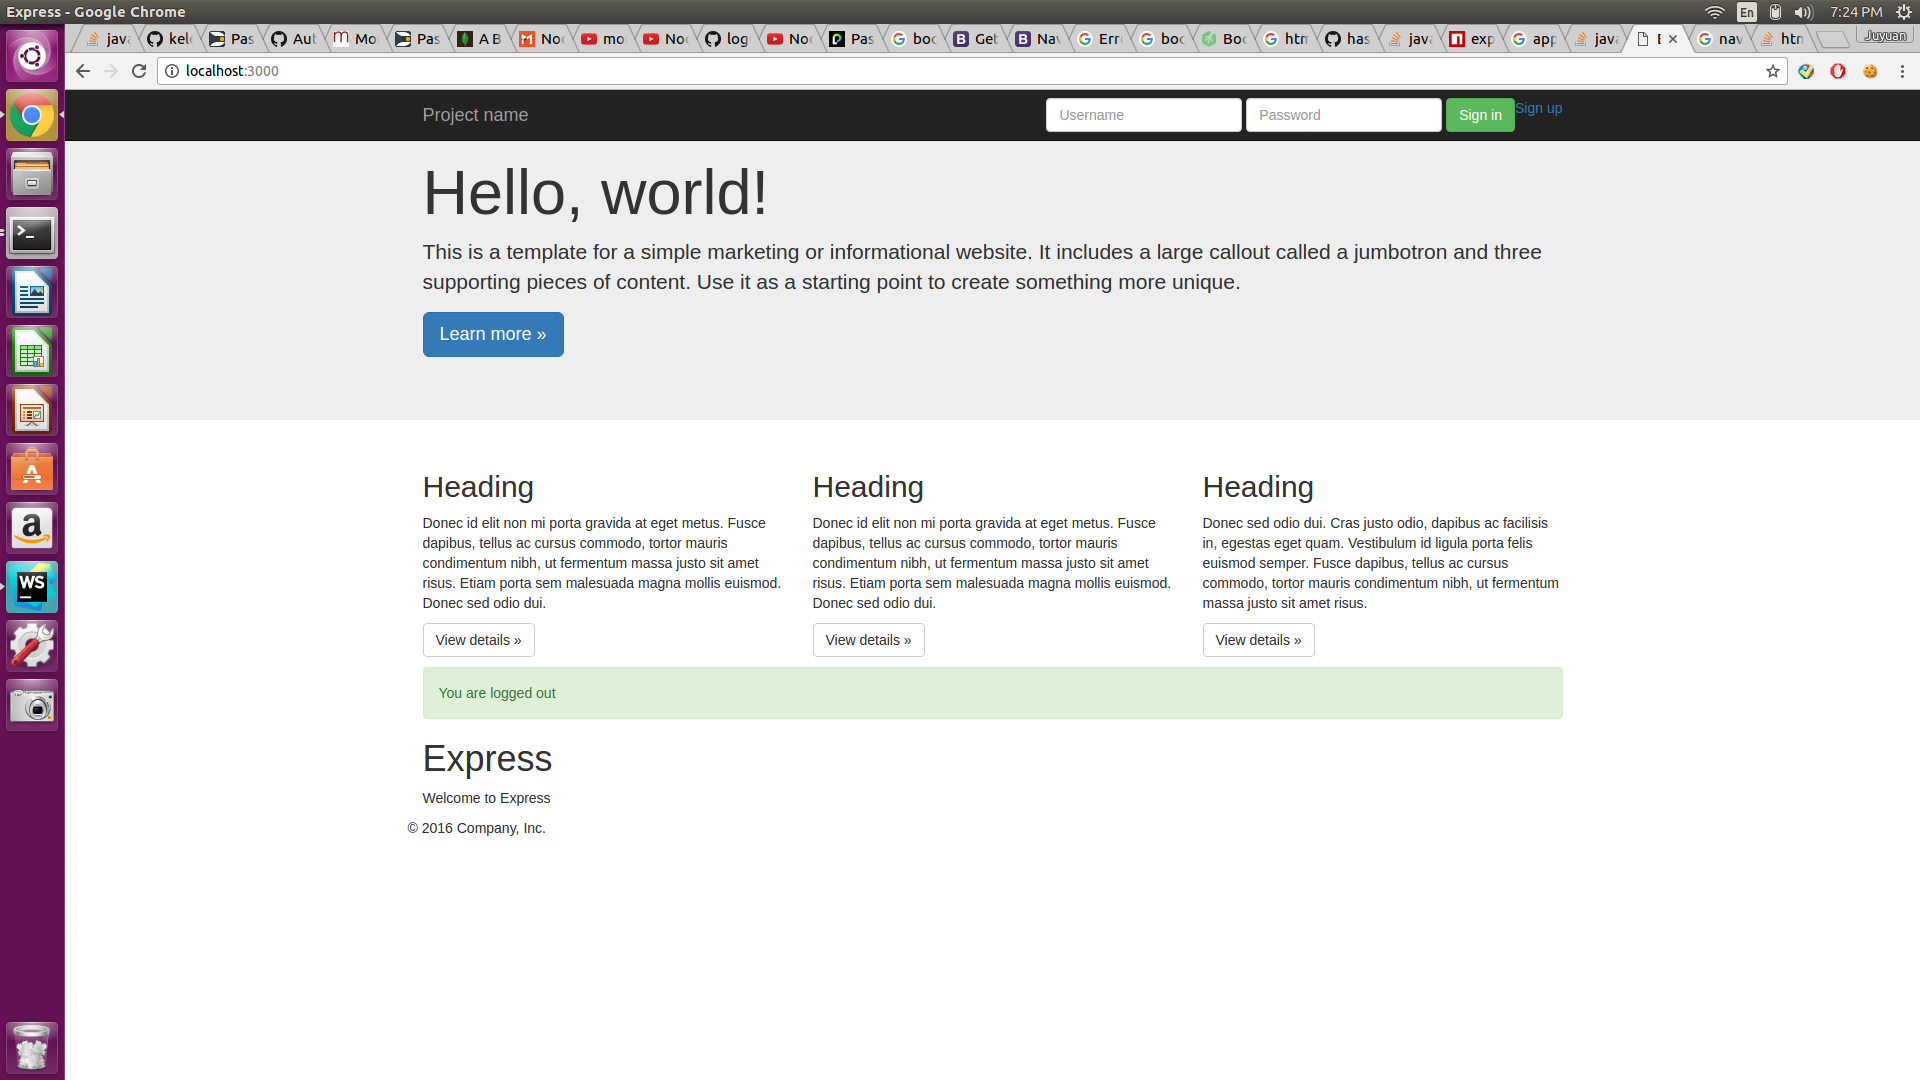 Express - Google Chrome
En
7:24 PM
java
kele
Pas
Aut
Mo
Pas
A B
Noo
mo
Noo
log
Noo
Pas
boo
Get
Nav
Erro
boo
Boo
htm
has
java
exp
app
java
E
nav
htm
Juyuan
localhost:3000
Project name
Username
Password
Sign in
Sign up
Hello, world!
This is a template for a simple marketing or informational website. It includes a large callout called a jumbotron and three
supporting pieces of content. Use it as a starting point to create something more unique.
Learn more »
Heading
Donec id elit non mi porta gravida at eget metus. Fusce
dapibus, tellus ac cursus commodo, tortor mauris
condimentum nibh, ut fermentum massa justo sit amet
risus. Etiam porta sem malesuada magna mollis euismod.
Donec sed odio dui.
View details »
Heading
Donec id elit non mi porta gravida at eget metus. Fusce
dapibus, tellus ac cursus commodo, tortor mauris
condimentum nibh, ut fermentum massa justo sit amet
risus. Etiam porta sem malesuada magna mollis euismod.
Donec sed odio dui.
View details »
Heading
Donec sed odio dui. Cras justo odio, dapibus ac facilisis
in, egestas eget quam. Vestibulum id ligula porta felis
euismod semper. Fusce dapibus, tellus ac cursus
commodo, tortor mauris condimentum nibh, ut fermentum
massa justo sit amet risus.
View details »
You are logged out
Express
Welcome to Express
© 2016 Company, Inc.
WS